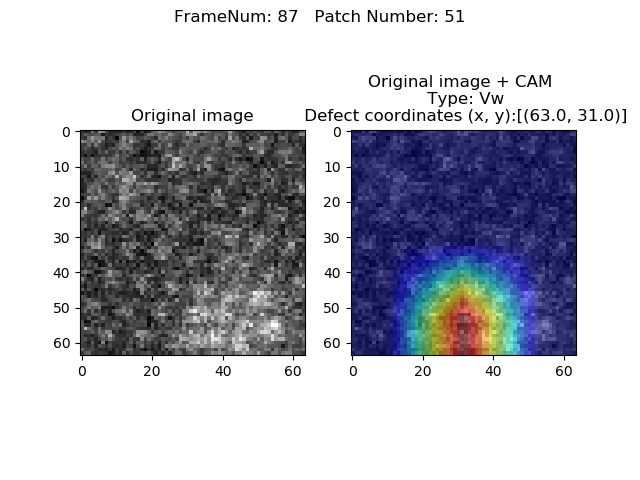 FrameNum: 87   Patch Number: 51
Original image
Original image + CAM
Type: Vw
Defect coordinates (x, y):[(63.0, 31.0)]
0
10
20
30
40
50
60
0 20 40 60
0
10
20
30
40
50
60
0 20 40 60